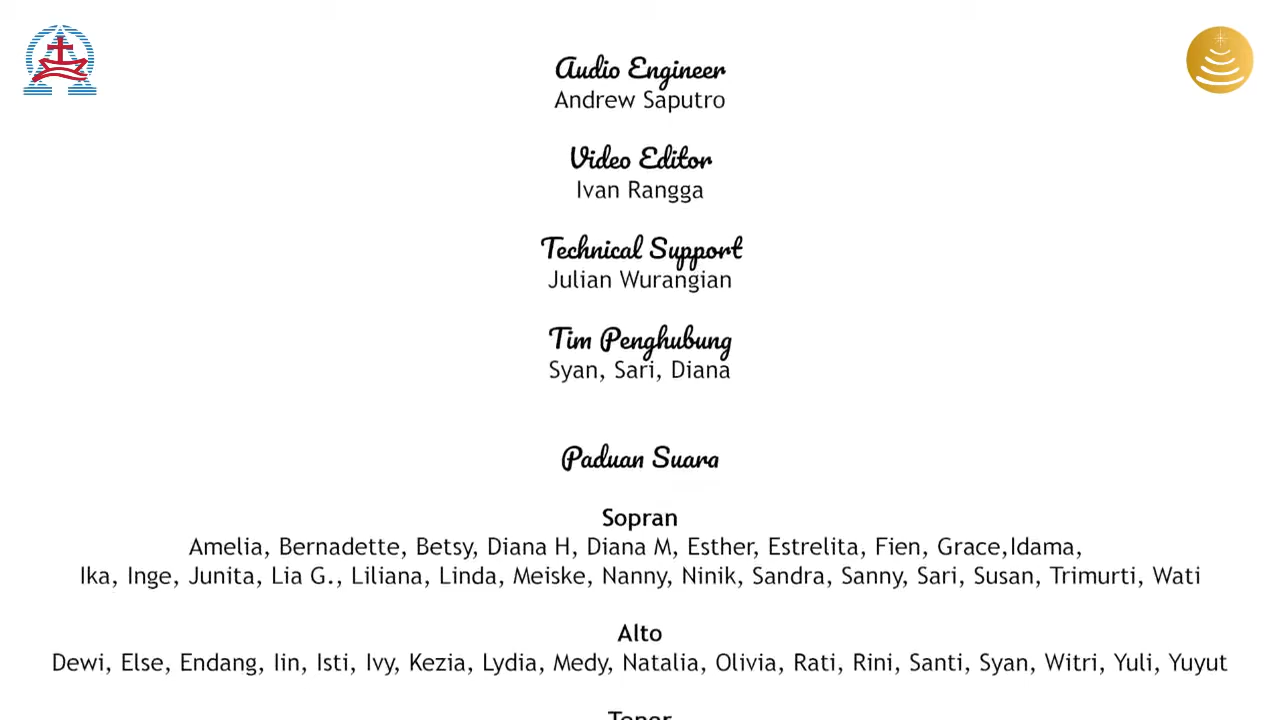 Audio Engineer
Andrew Saputro
Video Editor
Ivan Rangga
Technical Support
Julian Wurangian
Tim Penghubung
Syan, Sari, Diana
Paduan Suara
Sopran
Amelia, Bernadette, Betsy, Diana H, Diana M, Esther, Estrelita, Fien, Grace,Idama,
Ika, Inge, Junita, Lia G., Liliana, Linda, Meiske, Nanny, Ninik, Sandra, Sanny, Sari, Susan, Trimurti, Wati
Alto
Dewi, Else, Endang, Iin, Isti, Ivy, Kezia, Lydia, Medy, Natalia, Olivia, Rati, Rini, Santi, Syan, Witri, Yuli, Yuyut
Tenor